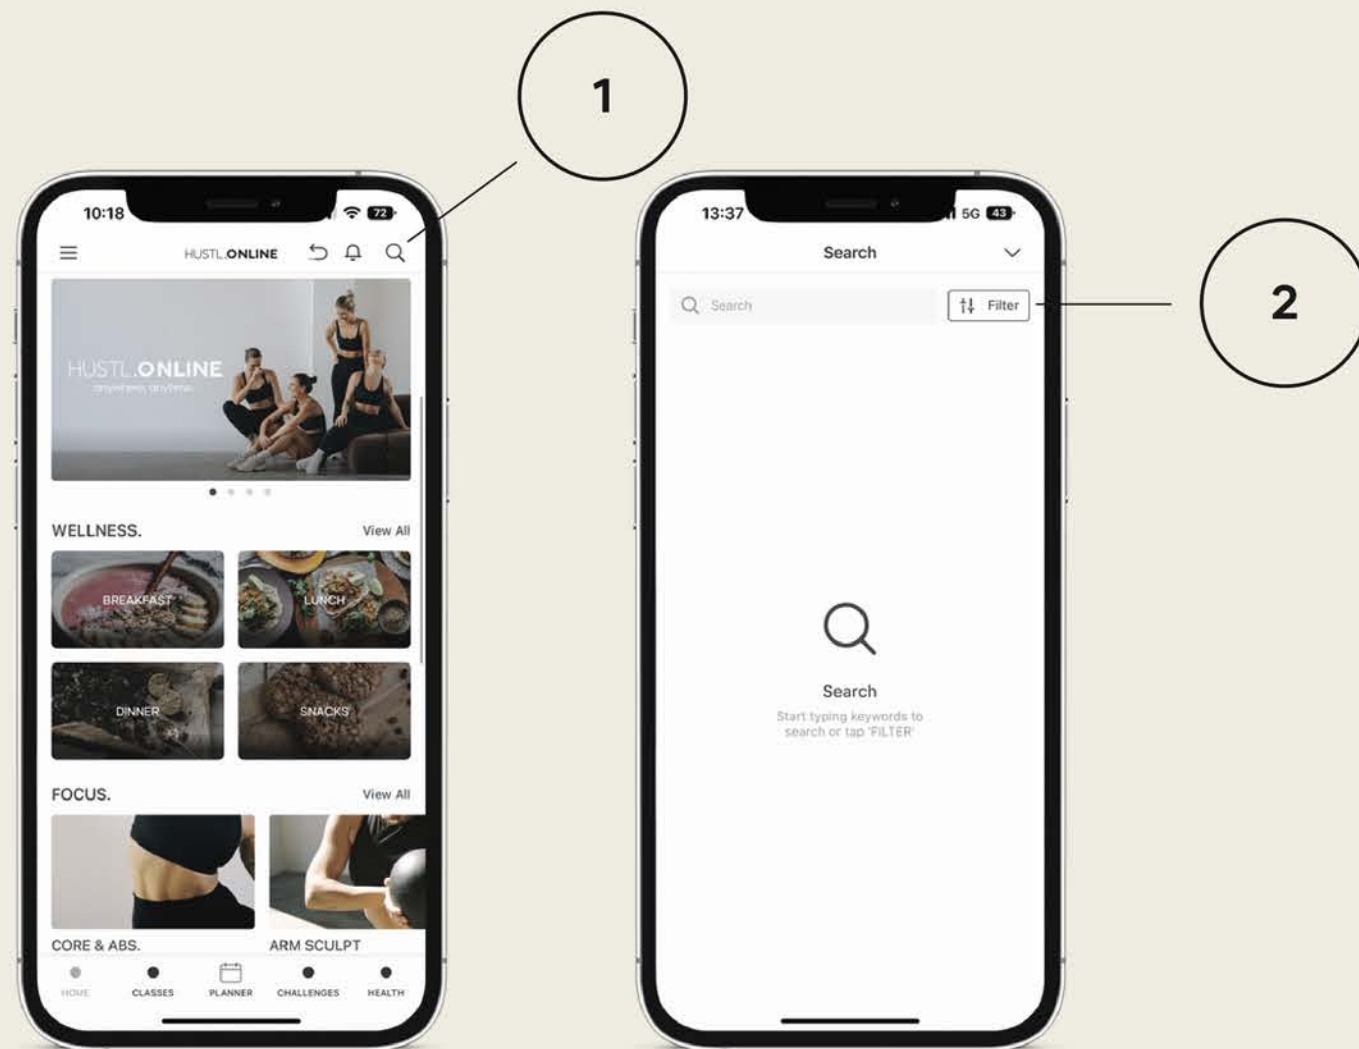 1
10:18
72
HUSTL.ONLINE
HUSTL.ONLINE
anywhere, anytime.
WELLNESS.
View All
BREAKFAST
LUNCH
DINNER
SNACKS
FOCUS.
View All
CORE & ABS.
ARM SCULPT
HOME
CLASSES
PLANNER
CHALLENGES
HEALTH
13:37
5G 43
Search
Search
Filter
2
Search
Start typing keywords to
search or tap 'FILTER'